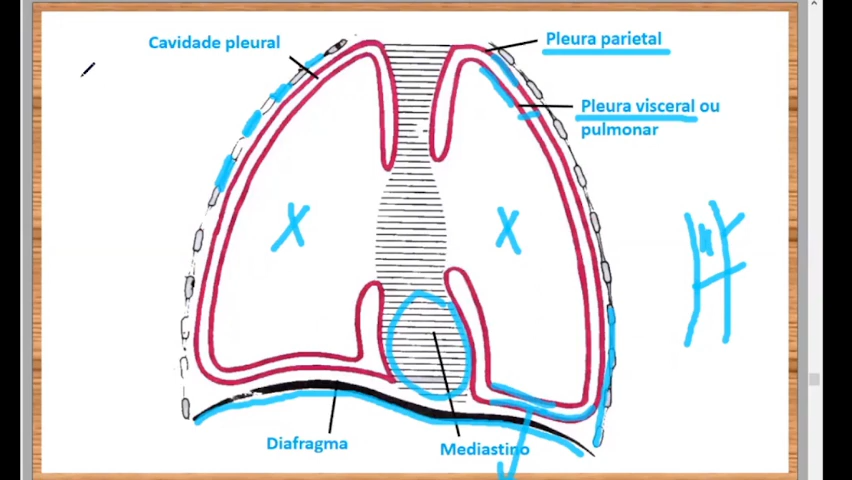 Pleura parietal
Cavidade pleural
Pleura visceral ou
pulmonar
Diafragma
Mediastino